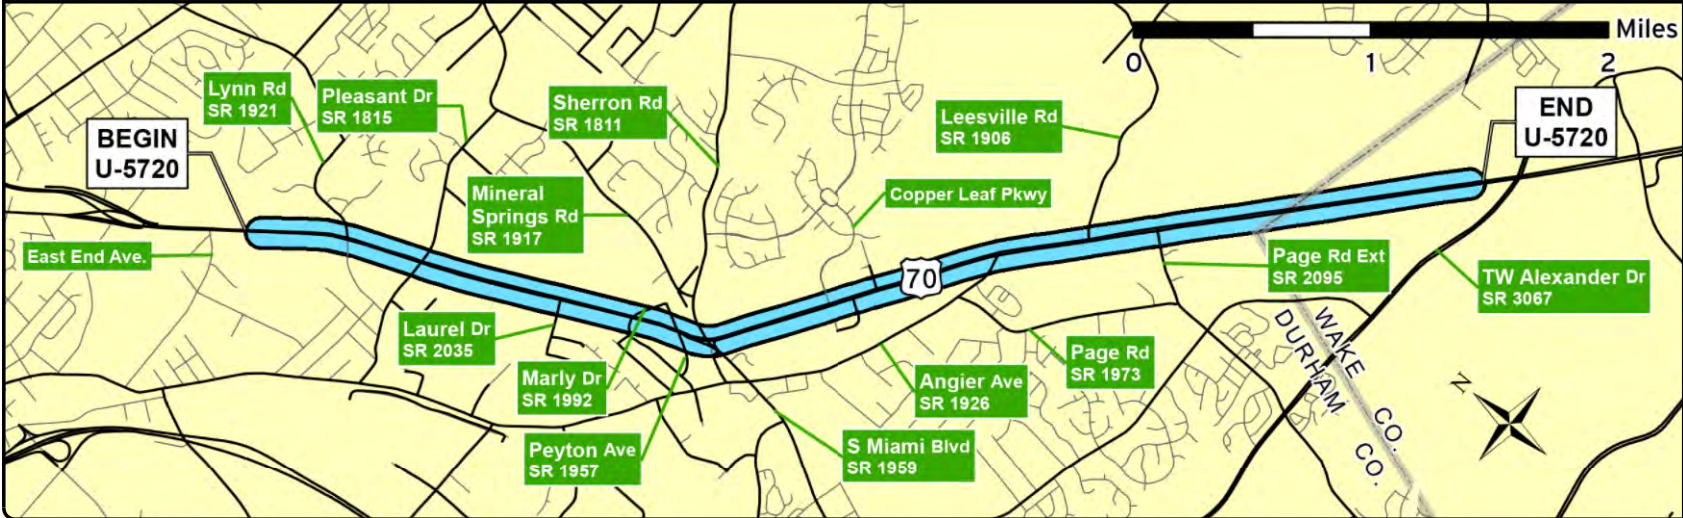 Miles
0
1
2
Lynn Rd
SR 1921
Pleasant Dr
SR 1815
Sherron Rd
SR 1811
Leesville Rd
SR 1906
BEGIN
U-5720
END
U-5720
Mineral
Springs Rd
SR 1917
Copper Leaf Pkwy
East End Ave.
70
Page Rd Ext
SR 2095
TW Alexander Dr
SR 3067
Laurel Dr
SR 2035
Marly Dr
SR 1992
Angier Ave
SR 1926
Page Rd
SR 1973
WAKE CO.
DURHAM CO.
N
Peyton Ave
SR 1957
S Miami Blvd
SR 1959